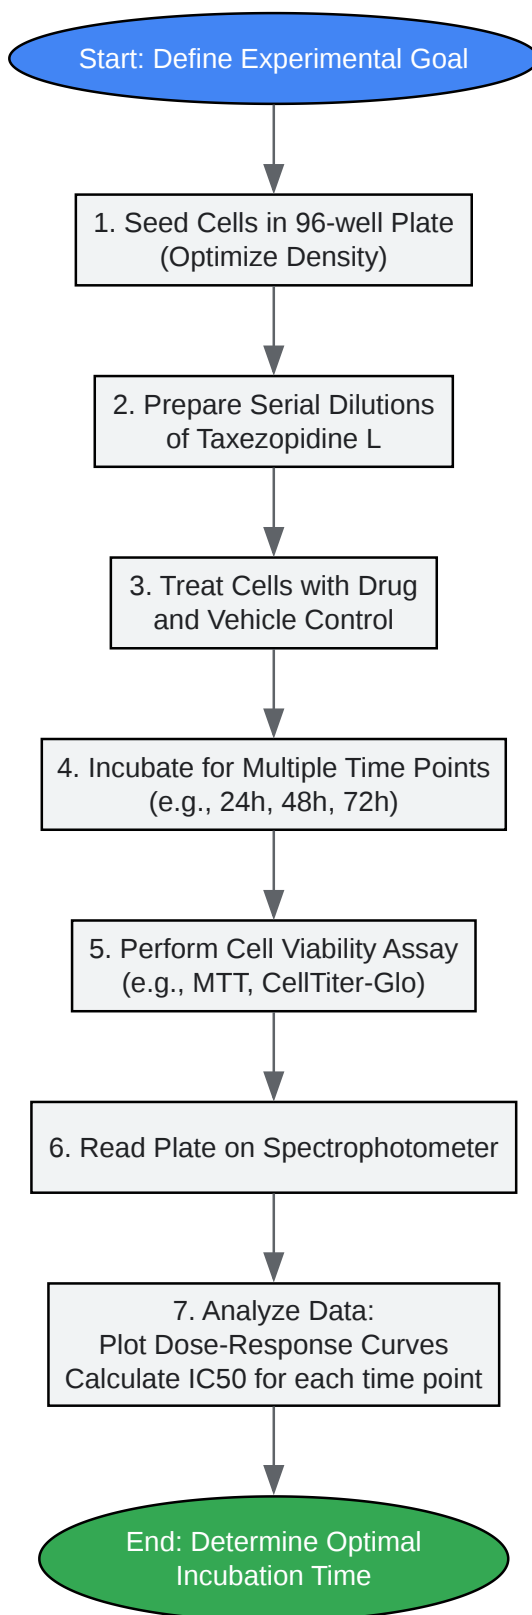 Start: Define Experimental Goal
1. Seed Cells in 96-well Plate
(Optimize Density)
2. Prepare Serial Dilutions
of Taxezopidine L
3. Treat Cells with Drug
and Vehicle Control
4. Incubate for Multiple Time Points
(e.g., 24h, 48h, 72h)
5. Perform Cell Viability Assay
(e.g., MTT, CellTiter-Glo)
6. Read Plate on Spectrophotometer
7. Analyze Data:
Plot Dose-Response Curves
Calculate IC50 for each time point
End: Determine Optimal
Incubation Time